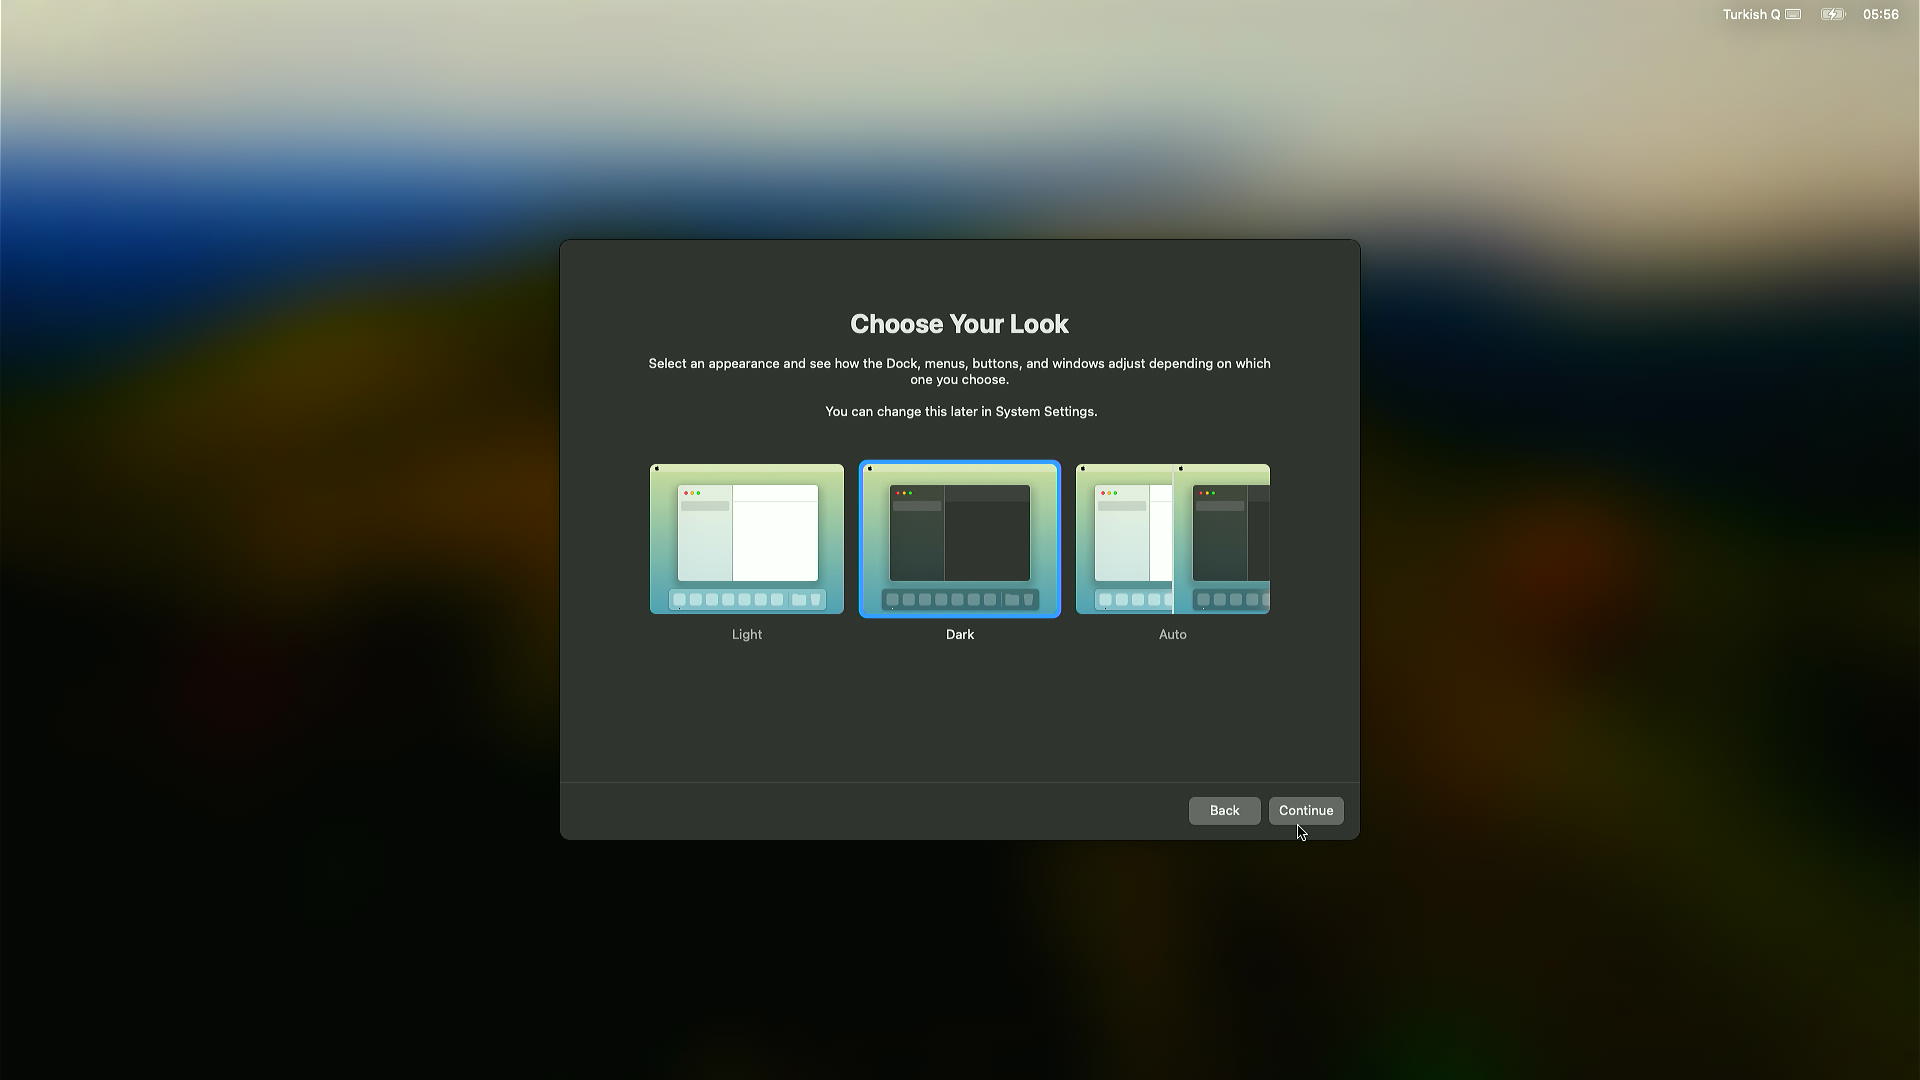 Turkish Q
05:56
Choose Your Look
Select an appearance and see how the Dock, menus, buttons, and windows adjust depending on which
one you choose.
You can change this later in System Settings.
Light
Dark
Auto
Back
Continue